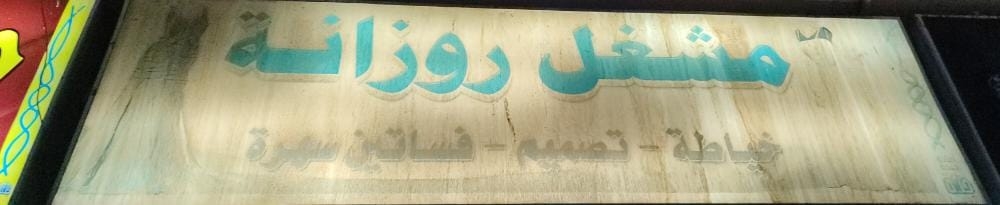 مشغل روزانة
خياطة - تصميم - فساتين سهرة